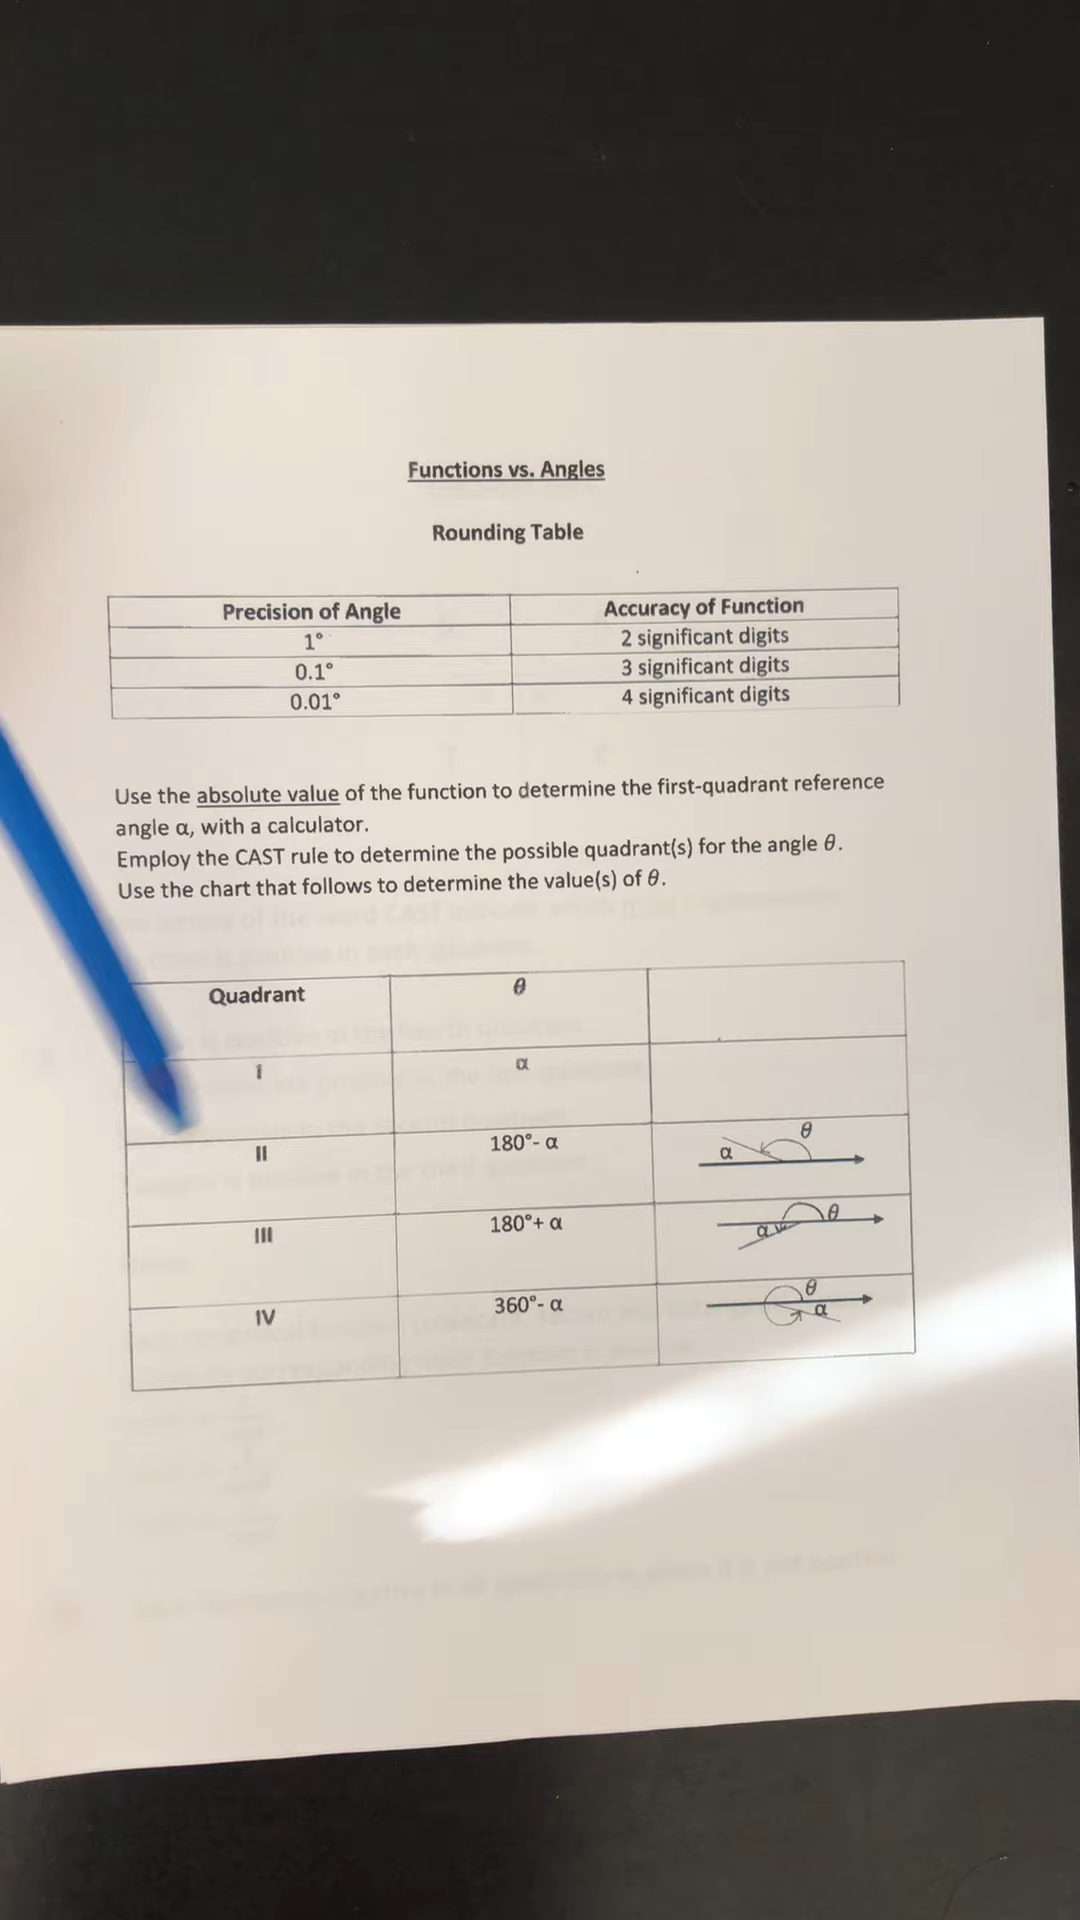 Functions vs. Angles
Rounding Table
Precision of Angle Accuracy of Function
1° 2 significant digits
0.1° 3 significant digits
0.01° 4 significant digits
Use the absolute value of the function to determine the first-quadrant reference
angle α, with a calculator.
Employ the CAST rule to determine the possible quadrant(s) for the angle θ.
Use the chart that follows to determine the value(s) of θ.
Quadrant θ
I α
II 180°- α α θ
III 180°+ α α θ
IV 360°- α θ α